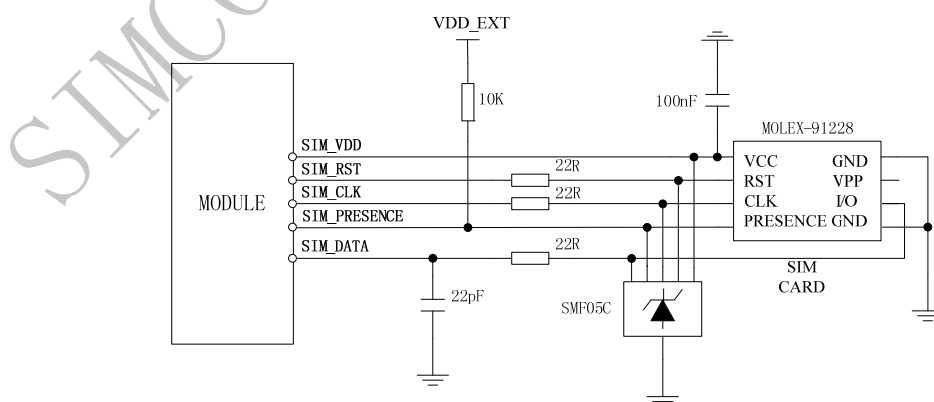 VDD_EXT
10K
100nF
MOLEX-91228
SIM_VDD
SIM_RST
SIM_CLK
SIM_PRESENCE
SIM_DATA
MODULE
22R
22R
22R
22pF
SMF05C
VCC GND
RST VPP
CLK I/O
PRESENCE GND
SIM
CARD
SIMCO